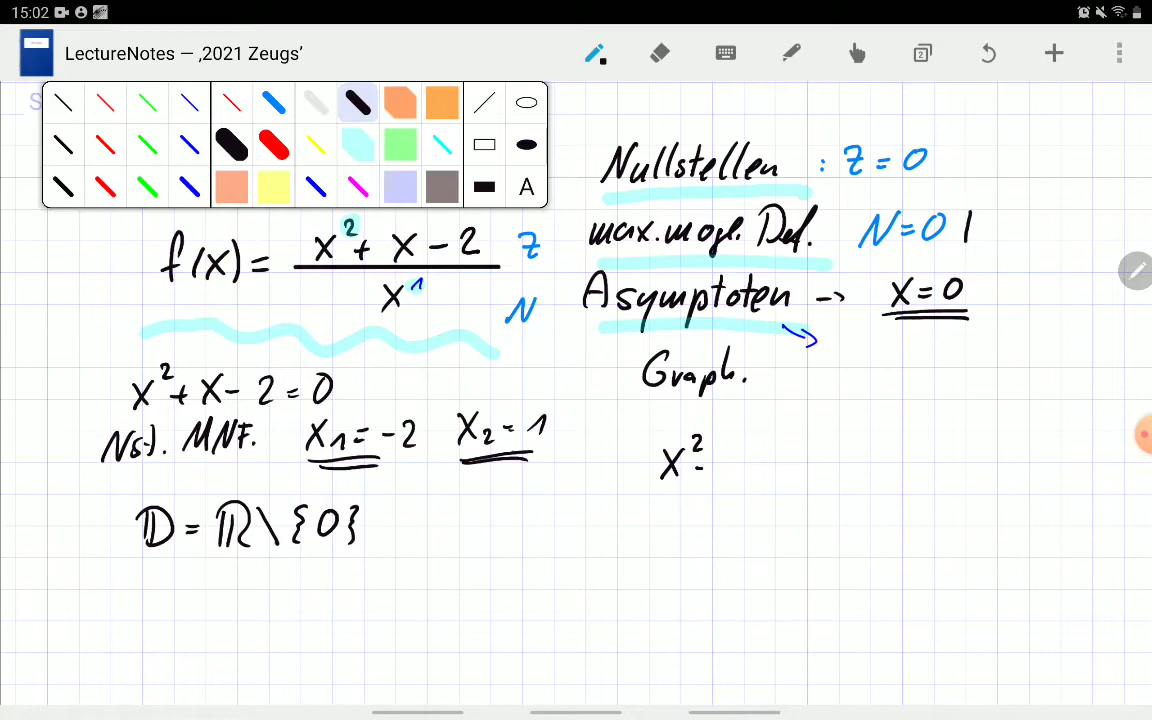 15:02
LectureNotes — ‚2021 Zeugs’
S
A
Nullstellen : Z = 0
max. mögl. Def. N = 0 |
Asymptoten → x = 0
Graph.
f(x) = (x² + x − 2) / x¹
Z
N
x² + x − 2 = 0
Nst. MNF. x₁ = −2 x₂ = 1
𝔻 = ℝ \ {0}
x² -